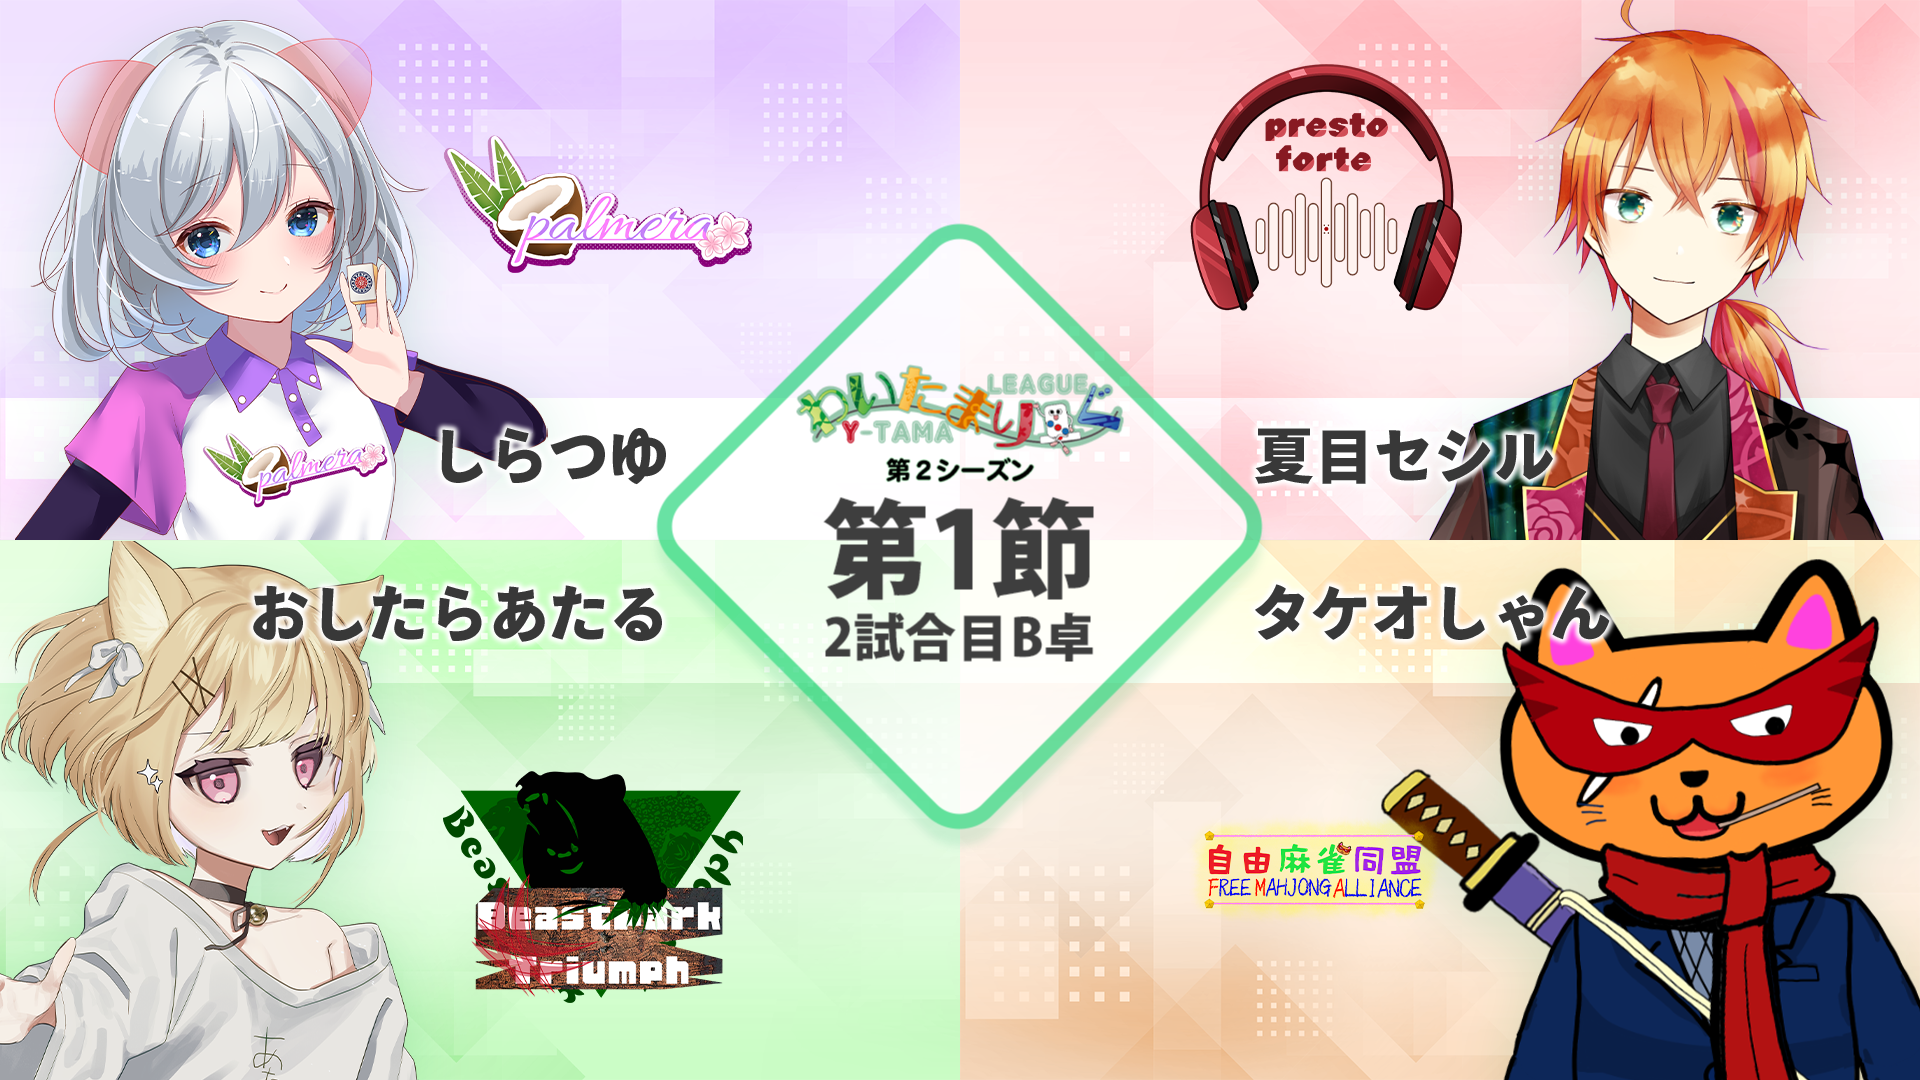 palmera
presto
forte
palmera
しらつゆ
わいたまりーぐ
LEAGUE
Y-TAMA
第2シーズン
第1節
2試合目B卓
夏目セシル
おしたらあたる
タケオしゃん
Beastbark
Triumph
自由麻雀同盟
FREE MAHJONG ALLIANCE